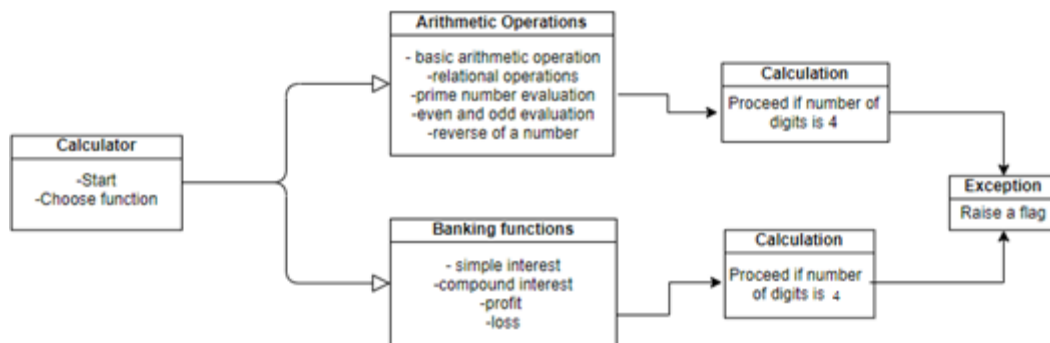 Calculator
-Start
-Choose function
Arithmetic Operations
- basic arithmetic operation
-relational operations
-prime number evaluation
-even and odd evaluation
-reverse of a number
Calculation
Proceed if number of
digits is 4
Banking functions
- simple interest
-compound interest
-profit
-loss
Calculation
Proceed if number
of digits is 4
Exception
Raise a flag